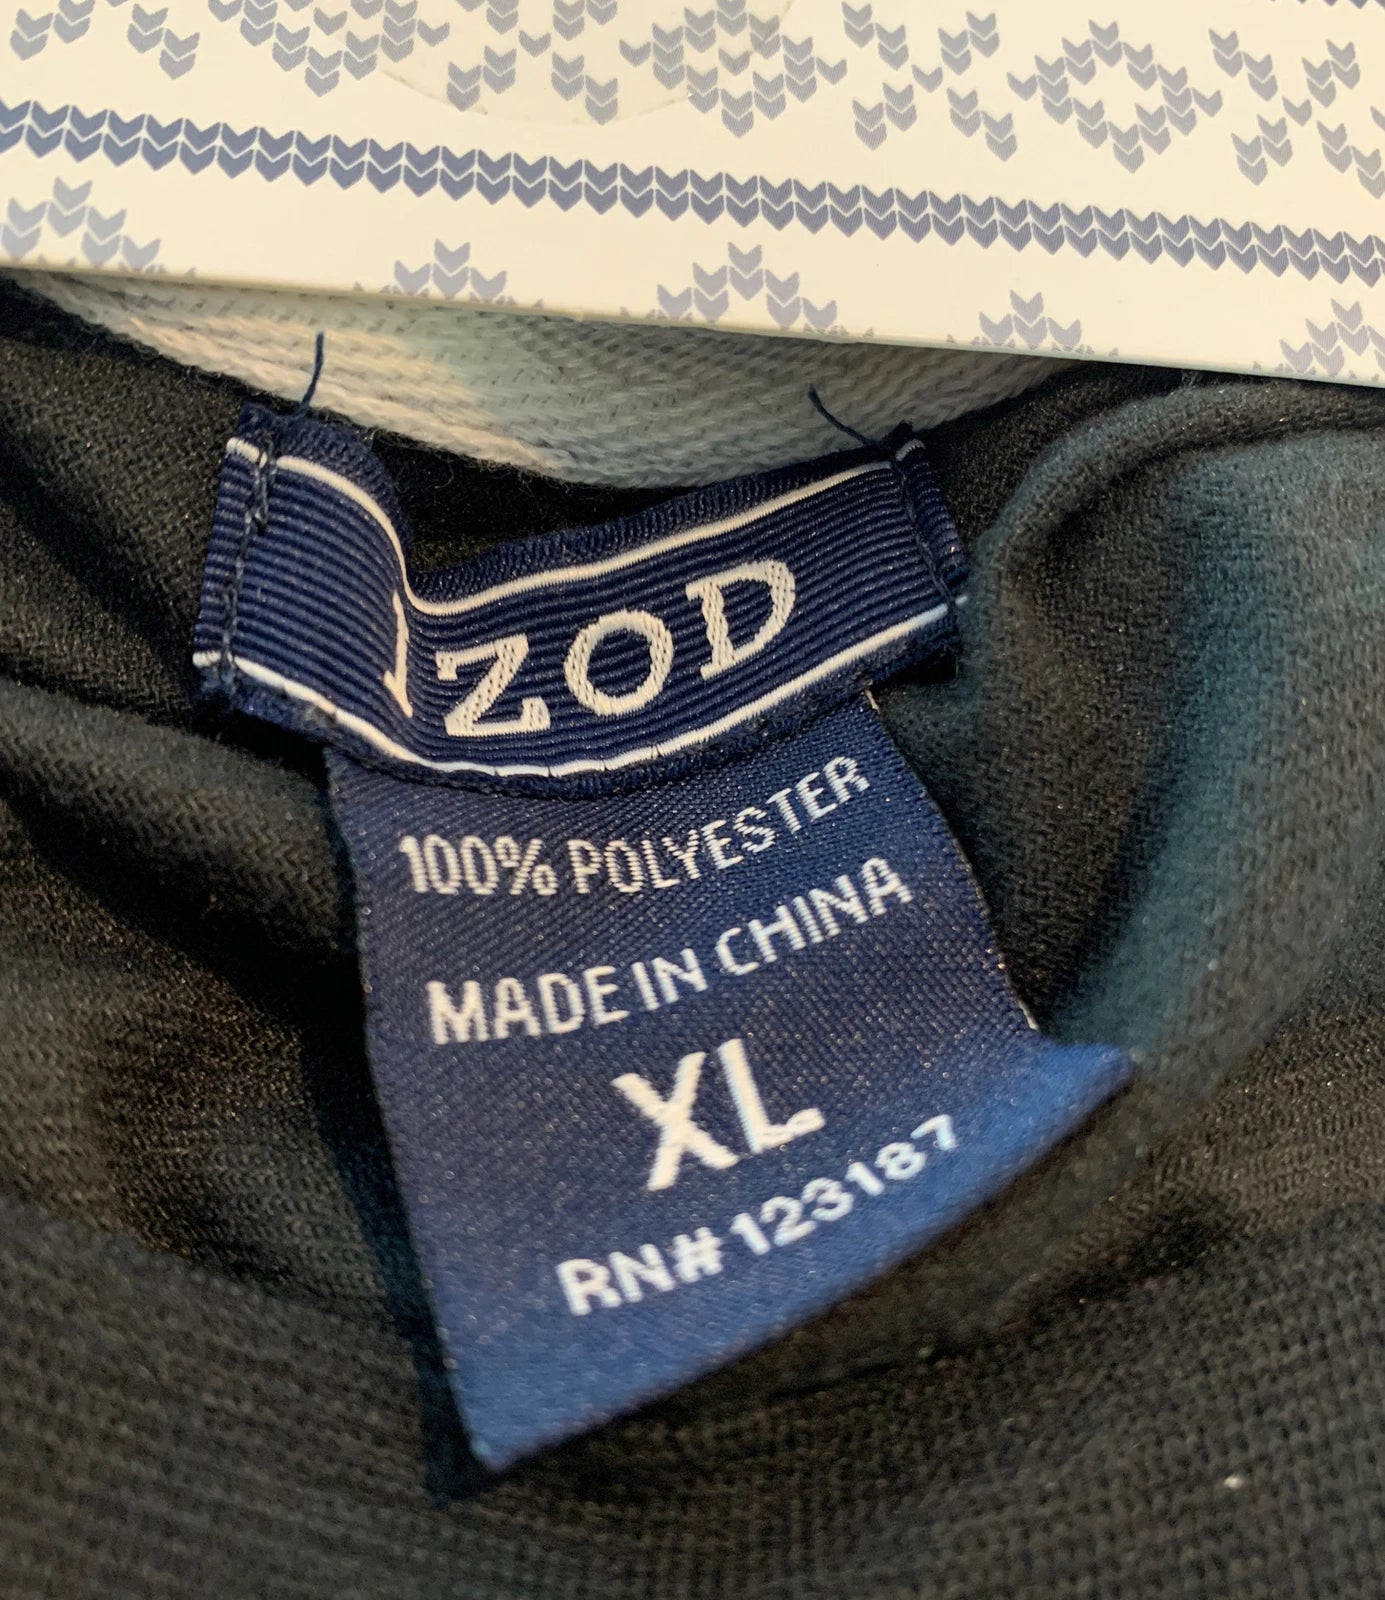 IZOD
100% POLYESTER
MADE IN CHINA
XL
RN# 123187